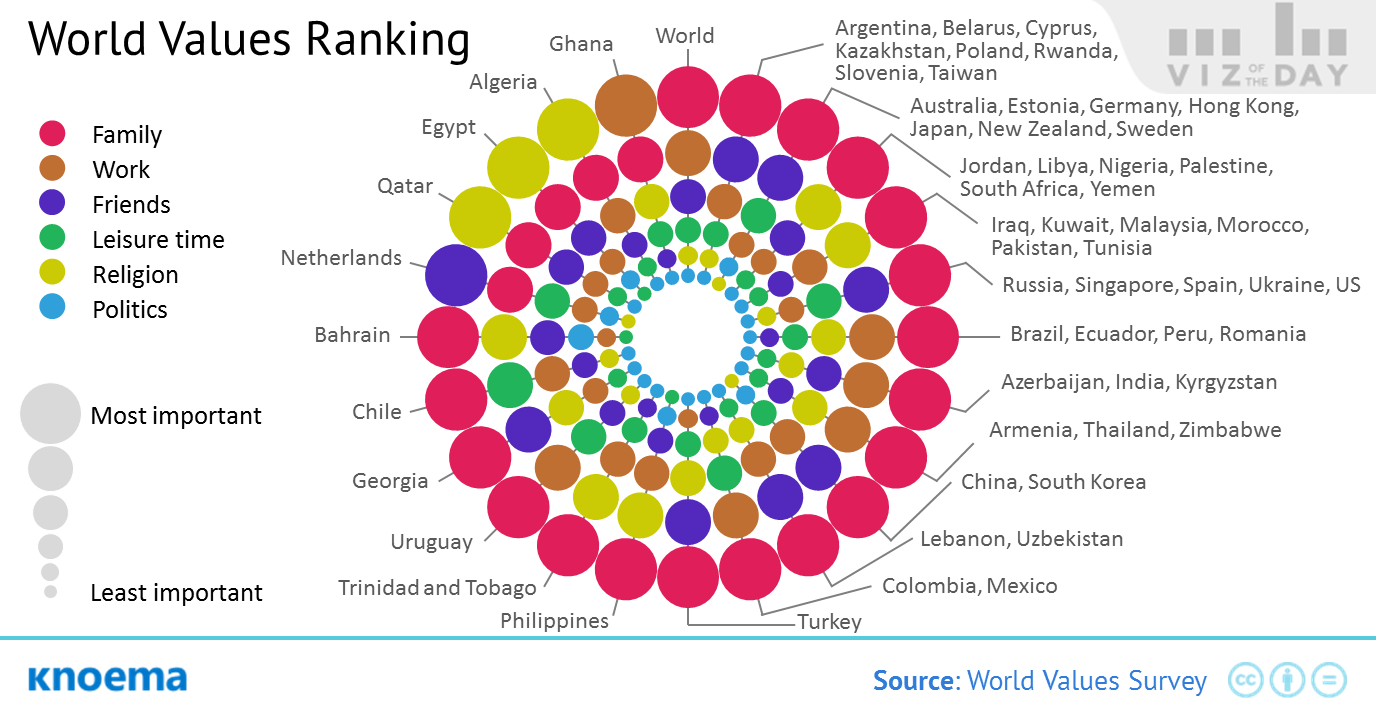 World Values Ranking
Family
Work
Friends
Leisure time
Religion
Politics
Most important
Least important
World
Argentina, Belarus, Cyprus,
Kazakhstan, Poland, Rwanda,
Slovenia, Taiwan
Australia, Estonia, Germany, Hong Kong,
Japan, New Zealand, Sweden
Jordan, Libya, Nigeria, Palestine,
South Africa, Yemen
Iraq, Kuwait, Malaysia, Morocco,
Pakistan, Tunisia
Russia, Singapore, Spain, Ukraine, US
Brazil, Ecuador, Peru, Romania
Azerbaijan, India, Kyrgyzstan
Armenia, Thailand, Zimbabwe
China, South Korea
Lebanon, Uzbekistan
Colombia, Mexico
Turkey
Philippines
Trinidad and Tobago
Uruguay
Georgia
Chile
Bahrain
Netherlands
Qatar
Egypt
Algeria
Ghana
VIZ OF THE DAY
knoema
Source: World Values Survey
cc